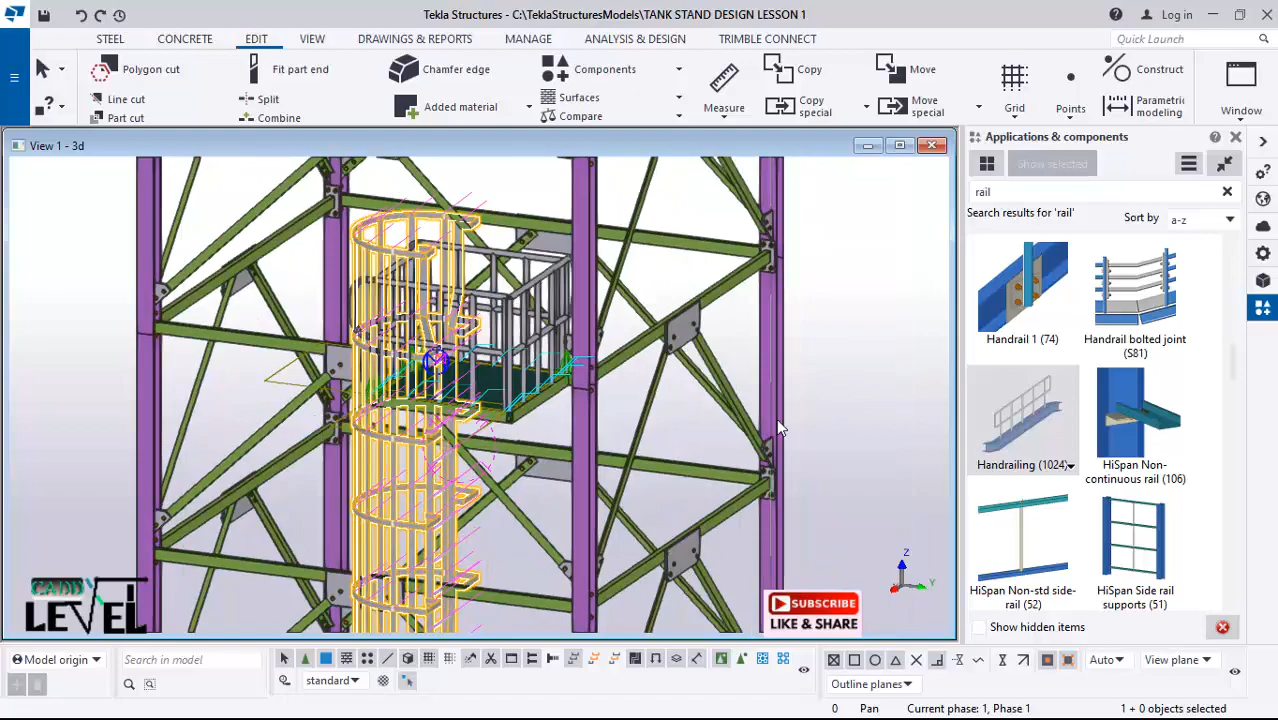 Tekla Structures - C:\TeklaStructuresModels\TANK STAND DESIGN LESSON 1
Log in
STEEL
CONCRETE
EDIT
VIEW
DRAWINGS & REPORTS
MANAGE
ANALYSIS & DESIGN
TRIMBLE CONNECT
Quick Launch
Polygon cut
Line cut
Part cut
Fit part end
Split
Combine
Chamfer edge
Added material
Components
Surfaces
Compare
Measure
Copy
Copy
special
Move
Move
special
Grid
Points
Construct
Parametric
modeling
Window
View 1 - 3d
Applications & components
Show selected
rail
Search results for 'rail'
Sort by
a-z
Handrail 1 (74)
Handrail bolted joint
(S81)
Handrailing (1024)
HiSpan Non-
continuous rail (106)
HiSpan Non-std side-
rail (52)
HiSpan Side rail
supports (51)
Show hidden items
Z
Y
CADD
LEVEL
SUBSCRIBE
LIKE & SHARE
Model origin
Search in model
standard
Auto
View plane
Outline planes
0
Pan
Current phase: 1, Phase 1
1 + 0 objects selected